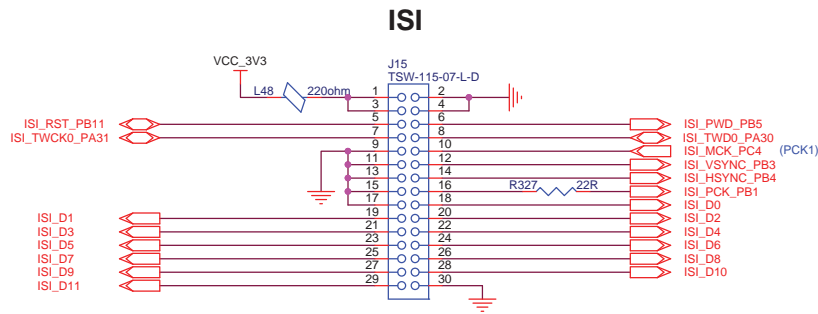 ISI
VCC_3V3
J15
TSW-115-07-L-D
L48 220ohm 1 2
3 4
ISI_RST_PB11 5 6 ISI_PWD_PB5
ISI_TWCK0_PA31 7 8 ISI_TWD0_PA30
9 10 ISI_MCK_PC4 (PCK1)
11 12 ISI_VSYNC_PB3
13 14 ISI_HSYNC_PB4
15 16 R327 22R ISI_PCK_PB1
17 18 ISI_D0
ISI_D1 19 20 ISI_D2
ISI_D3 21 22 ISI_D4
ISI_D5 23 24 ISI_D6
ISI_D7 25 26 ISI_D8
ISI_D9 27 28 ISI_D10
ISI_D11 29 30